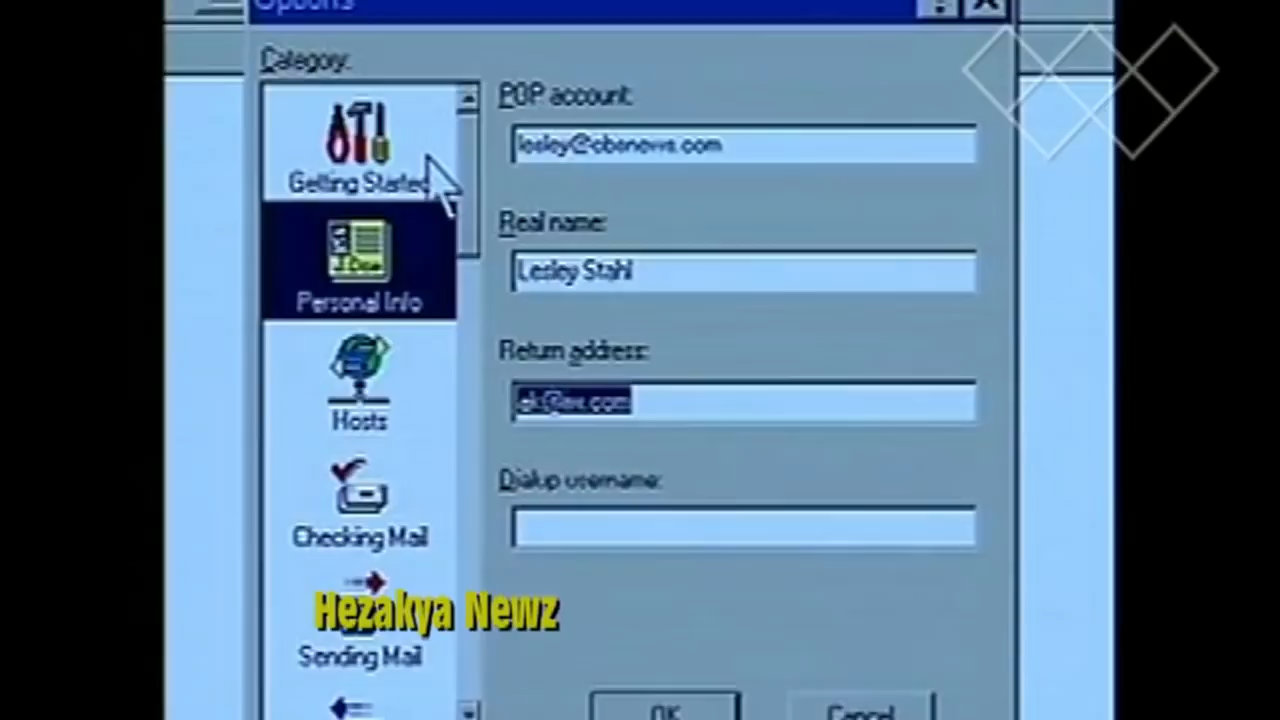 Options
Category:
Getting Started
Personal Info
Hosts
Checking Mail
Sending Mail
POP account:
lesley@cbsnews.com
Real name:
Lesley Stahl
Return address:
Dialup username:
OK
Cancel
Hezakya Newz